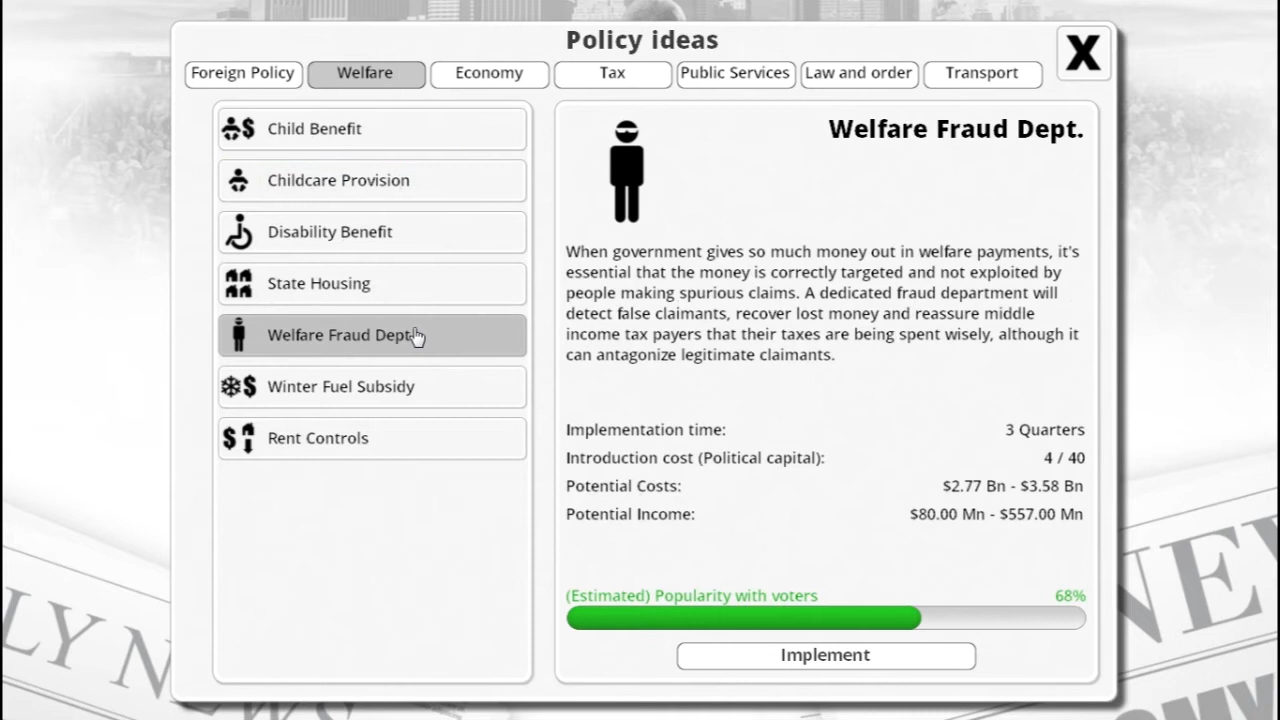 Policy ideas
X
Foreign Policy
Welfare
Economy
Tax
Public Services
Law and order
Transport
Child Benefit
Childcare Provision
Disability Benefit
State Housing
Welfare Fraud Dept.
Winter Fuel Subsidy
Rent Controls
Welfare Fraud Dept.
When government gives so much money out in welfare payments, it's
essential that the money is correctly targeted and not exploited by
people making spurious claims. A dedicated fraud department will
detect false claimants, recover lost money and reassure middle
income tax payers that their taxes are being spent wisely, although it
can antagonize legitimate claimants.
Implementation time: 3 Quarters
Introduction cost (Political capital): 4 / 40
Potential Costs: $2.77 Bn - $3.58 Bn
Potential Income: $80.00 Mn - $557.00 Mn
(Estimated) Popularity with voters 68%
Implement